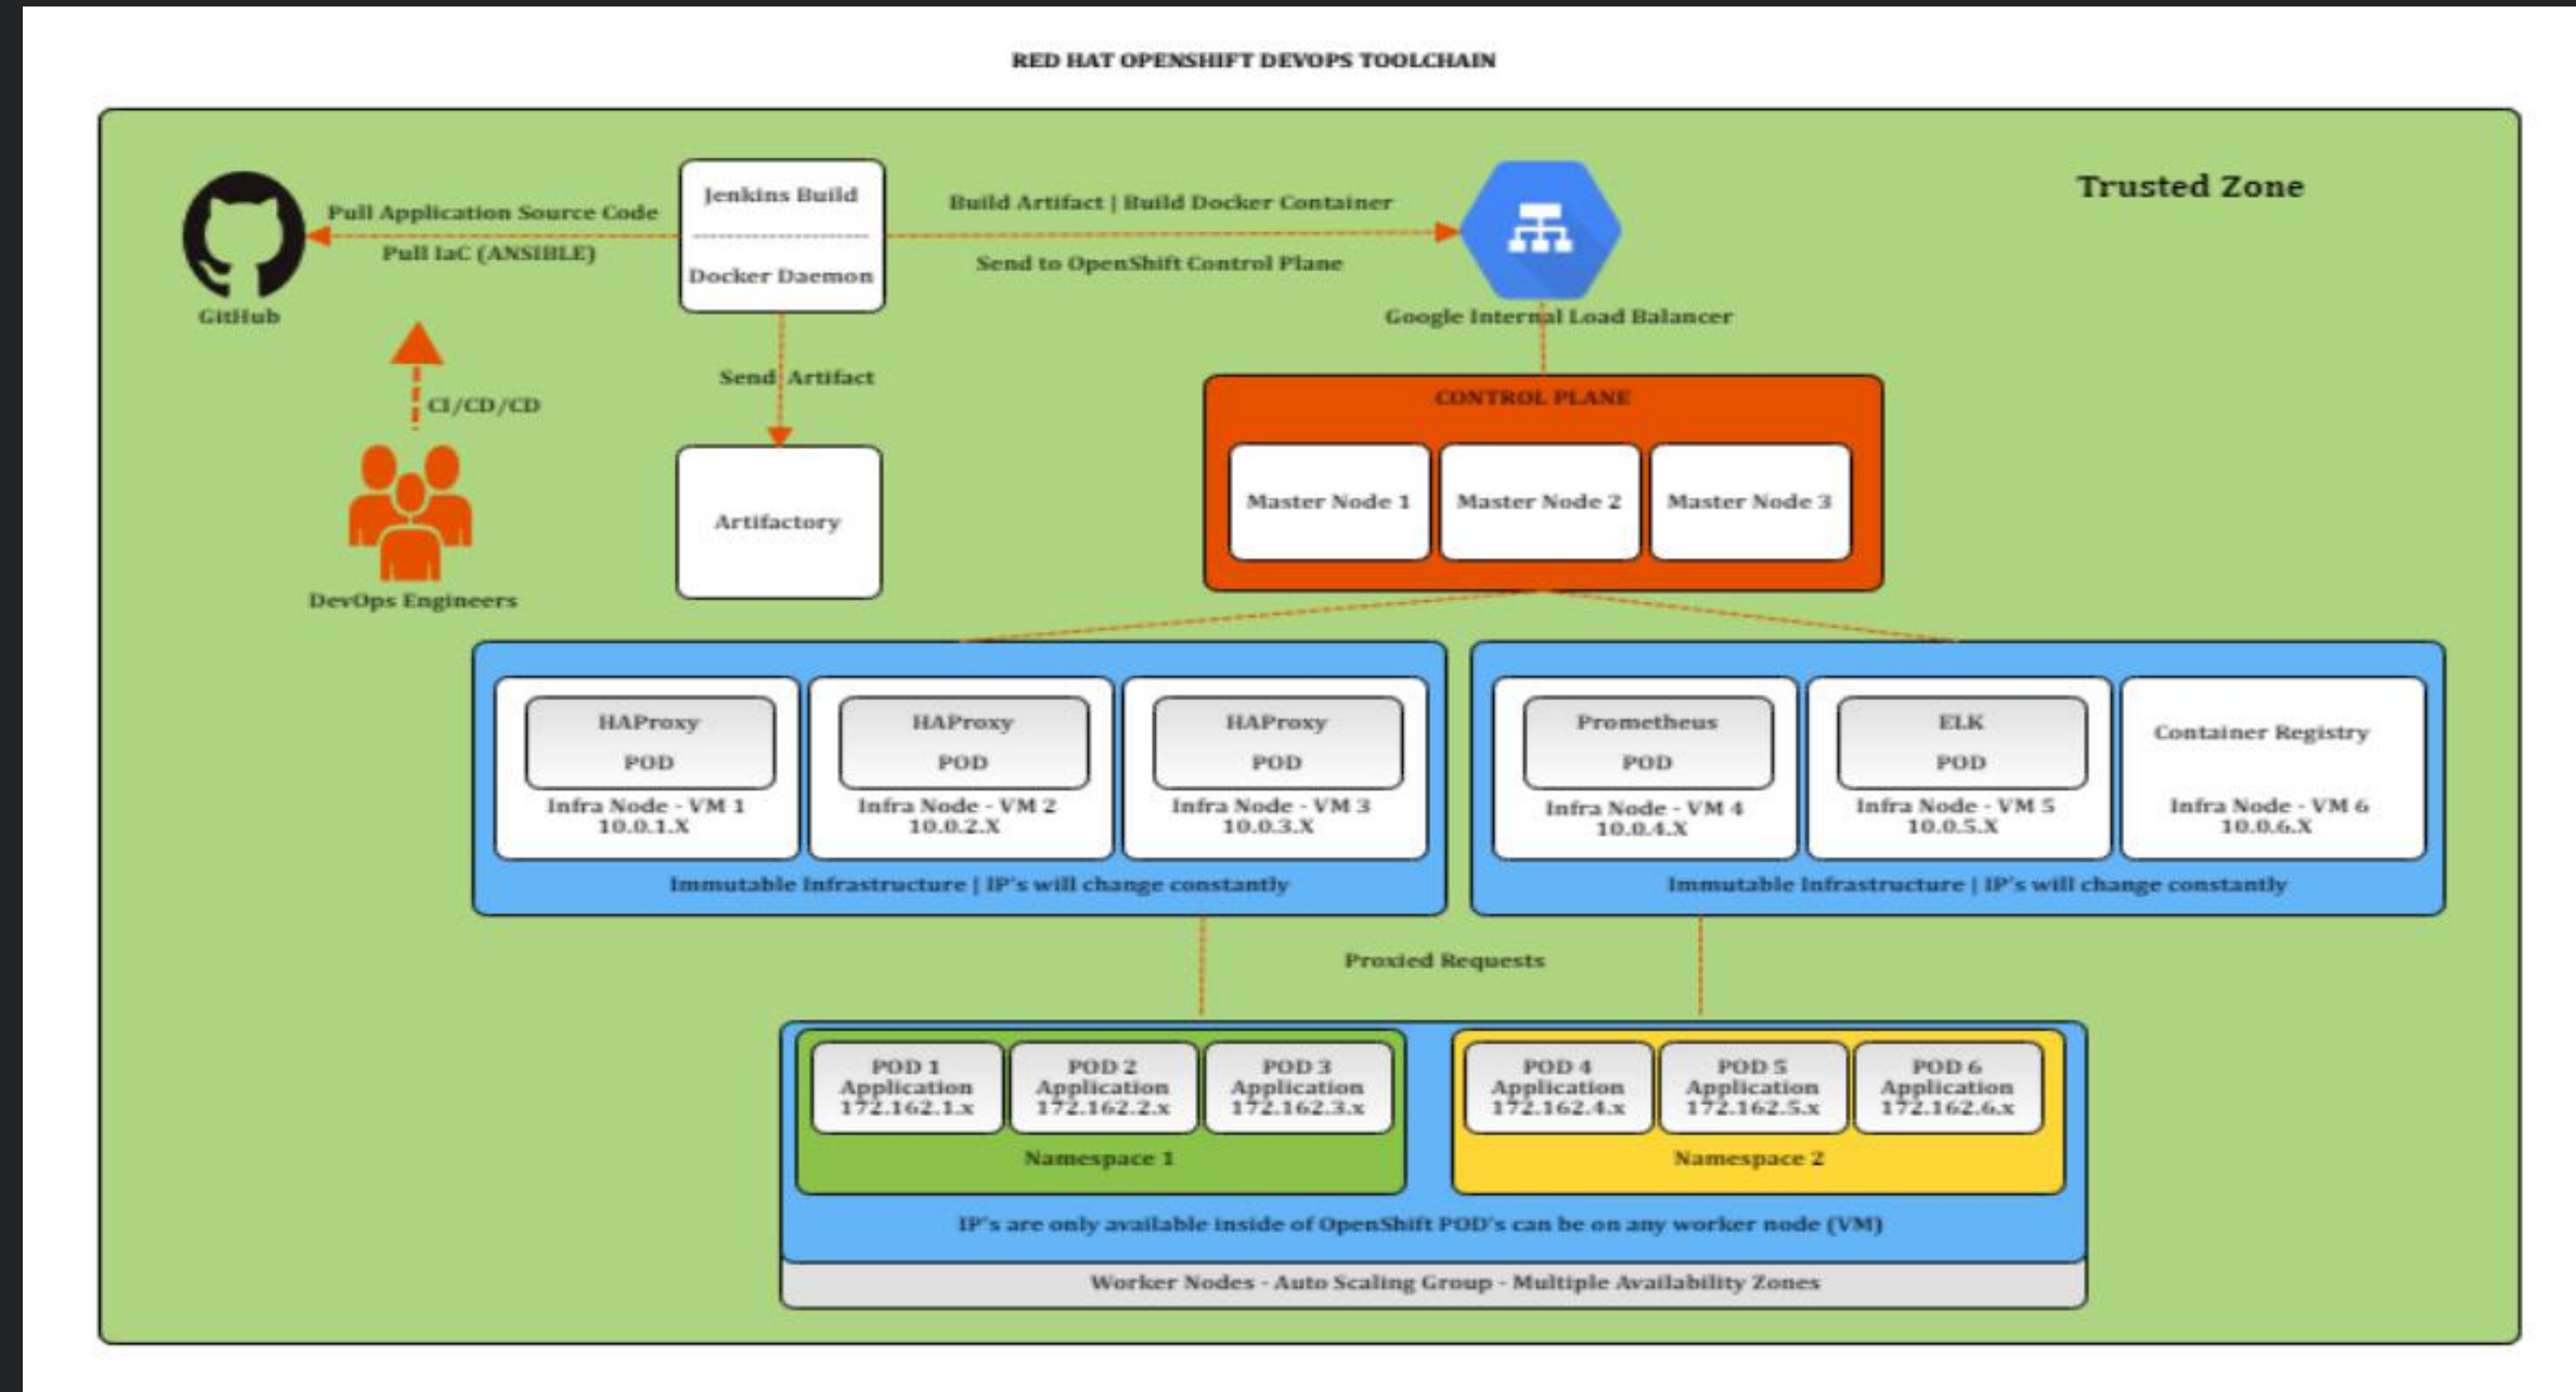 RED HAT OPENSHIFT DEVOPS TOOLCHAIN
Trusted Zone
GitHub
Pull Application Source Code
Pull IaC (ANSIBLE)
Jenkins Build
Docker Daemon
Build Artifact | Build Docker Container
Send to OpenShift Control Plane
Google Internal Load Balancer
CI/CD/CD
DevOps Engineers
Send Artifact
Artifactory
CONTROL PLANE
Master Node 1
Master Node 2
Master Node 3
HAProxy
POD
Infra Node - VM 1
10.0.1.X
HAProxy
POD
Infra Node - VM 2
10.0.2.X
HAProxy
POD
Infra Node - VM 3
10.0.3.X
Immutable Infrastructure | IP's will change constantly
Prometheus
POD
Infra Node - VM 4
10.0.4.X
ELK
POD
Infra Node - VM 5
10.0.5.X
Container Registry
Infra Node - VM 6
10.0.6.X
Immutable Infrastructure | IP's will change constantly
Proxied Requests
POD 1
Application
172.162.1.x
POD 2
Application
172.162.2.x
POD 3
Application
172.162.3.x
Namespace 1
POD 4
Application
172.162.4.x
POD 5
Application
172.162.5.x
POD 6
Application
172.162.6.x
Namespace 2
IP's are only available inside of OpenShift POD's can be on any worker node (VM)
Worker Nodes - Auto Scaling Group - Multiple Availability Zones